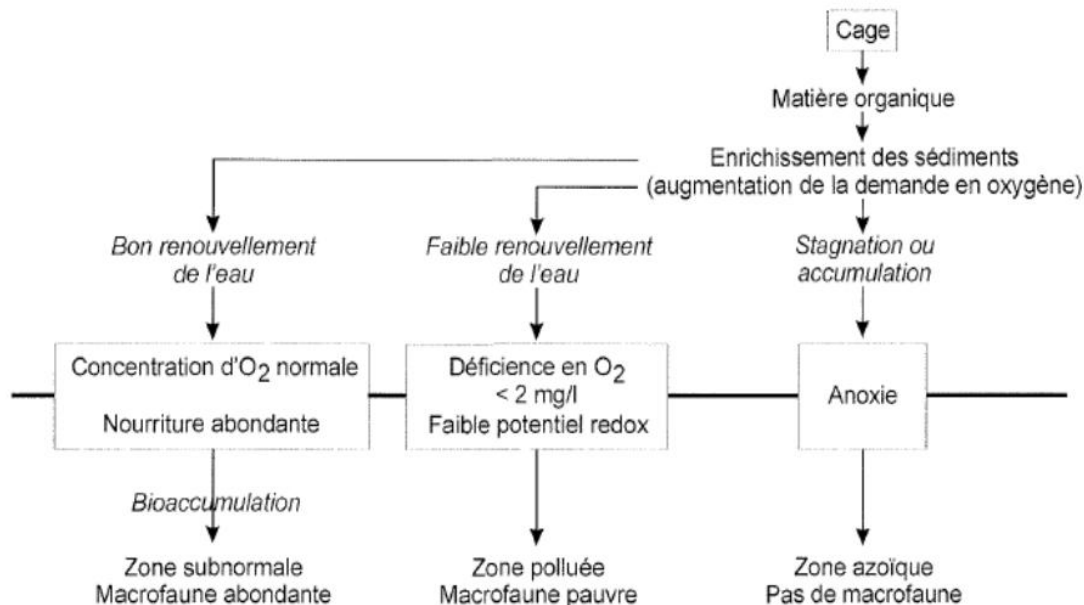 Cage
Matière organique
Enrichissement des sédiments
(augmentation de la demande en oxygène)
Bon renouvellement
de l'eau
Faible renouvellement
de l'eau
Stagnation ou
accumulation
Concentration d'O2 normale
Nourriture abondante
Déficience en O2
< 2 mg/l
Faible potentiel redox
Anoxie
Bioaccumulation
Zone subnormale
Macrofaune abondante
Zone polluée
Macrofaune pauvre
Zone azoïque
Pas de macrofaune